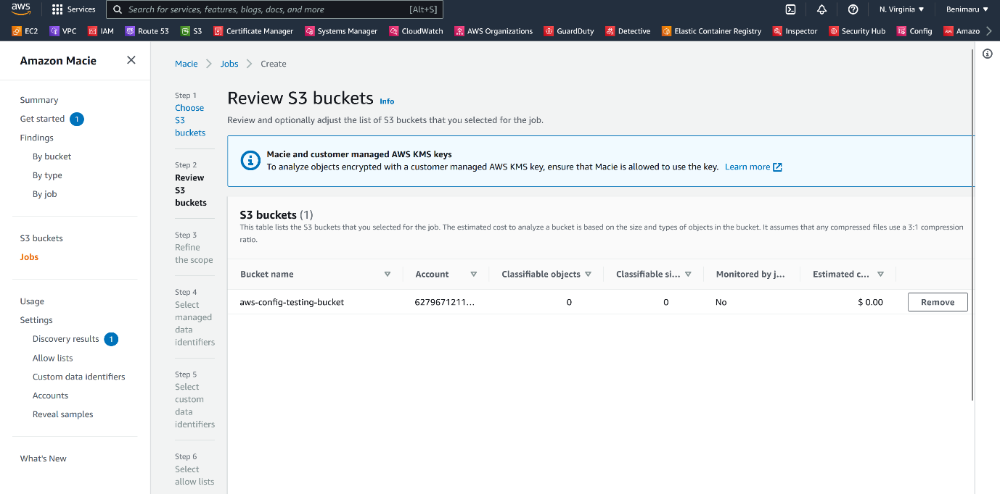 aws
Services
Search for services, features, blogs, docs, and more
[Alt+S]
N. Virginia
Benimaru
EC2
VPC
IAM
Route 53
S3
Certificate Manager
Systems Manager
CloudWatch
AWS Organizations
GuardDuty
Detective
Elastic Container Registry
Inspector
Security Hub
Config
Amazo
Amazon Macie
Summary
Get started 1
Findings
By bucket
By type
By job
S3 buckets
Jobs
Usage
Settings
Discovery results 1
Allow lists
Custom data identifiers
Accounts
Reveal samples
What's New
Macie
Jobs
Create
Step 1
Choose
S3
buckets
Step 2
Review
S3
buckets
Step 3
Refine
the scope
Step 4
Select
managed
data
identifiers
Step 5
Select
custom
data
identifiers
Step 6
Select
allow lists
Review S3 buckets Info
Review and optionally adjust the list of S3 buckets that you selected for the job.
Macie and customer managed AWS KMS keys
To analyze objects encrypted with a customer managed AWS KMS key, ensure that Macie is allowed to use the key. Learn more
S3 buckets (1)
This table lists the S3 buckets that you selected for the job. The estimated cost to analyze a bucket is based on the size and types of objects in the bucket. It assumes that any compressed files use a 3:1 compression
ratio.
Bucket name
Account
Classifiable objects
Classifiable si...
Monitored by j...
Estimated c...
aws-config-testing-bucket
6279671211...
0
0
No
$ 0.00
Remove